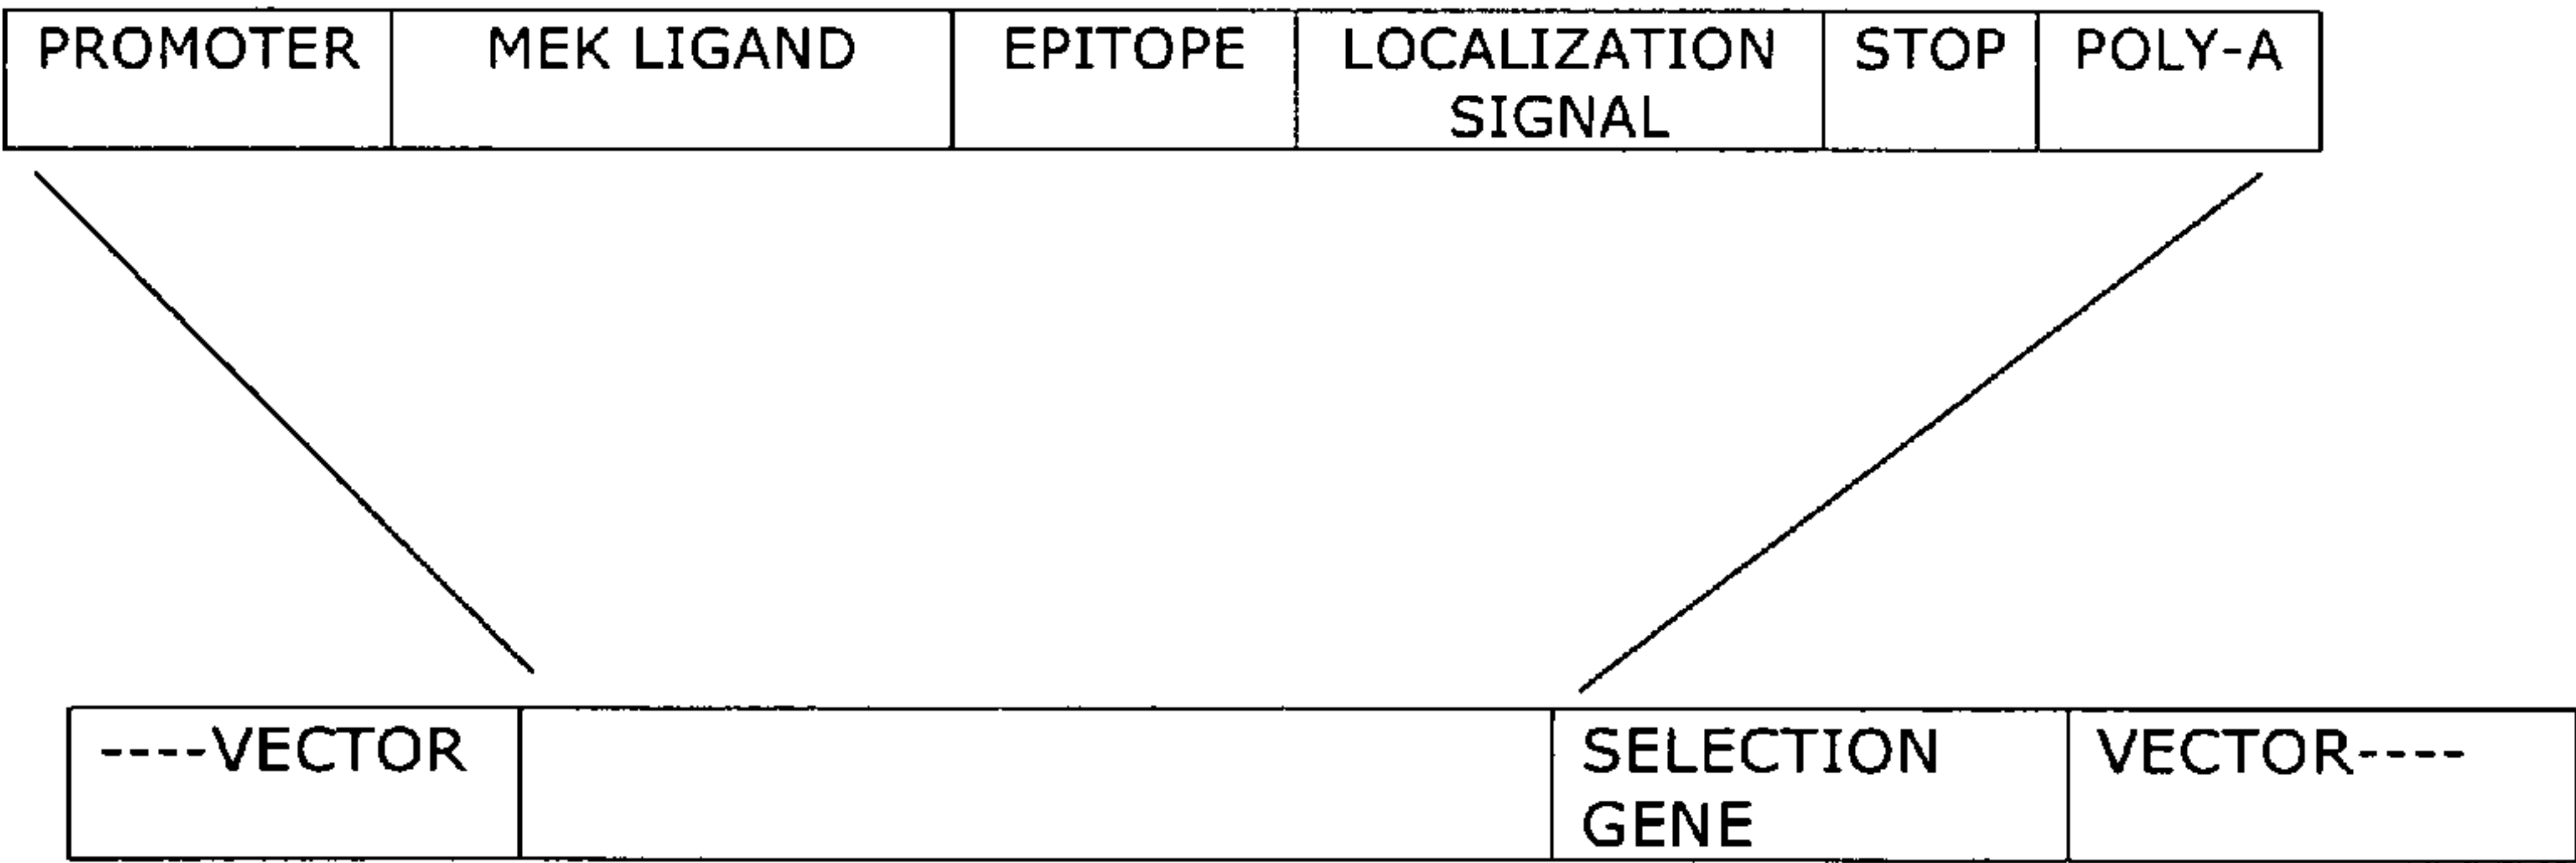 PROMOTER MEK LIGAND EPITOPE LOCALIZATION STOP POLY-A
SIGNAL
----VECTOR SELECTION VECTOR----
GENE